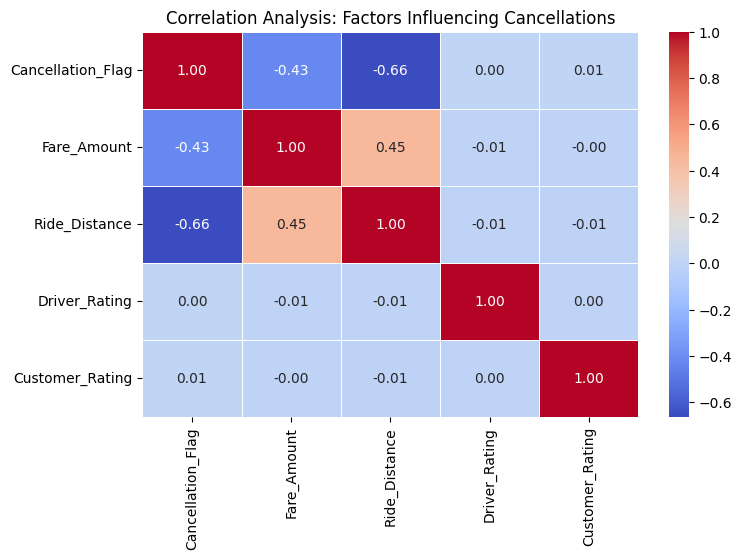 Correlation Analysis: Factors Influencing Cancellations
Cancellation_Flag 1.00 -0.43 -0.66 0.00 0.01
Fare_Amount -0.43 1.00 0.45 -0.01 -0.00
Ride_Distance -0.66 0.45 1.00 -0.01 -0.01
Driver_Rating 0.00 -0.01 -0.01 1.00 0.00
Customer_Rating 0.01 -0.00 -0.01 0.00 1.00
Cancellation_Flag
Fare_Amount
Ride_Distance
Driver_Rating
Customer_Rating
1.0
0.8
0.6
0.4
0.2
0.0
−0.2
−0.4
−0.6